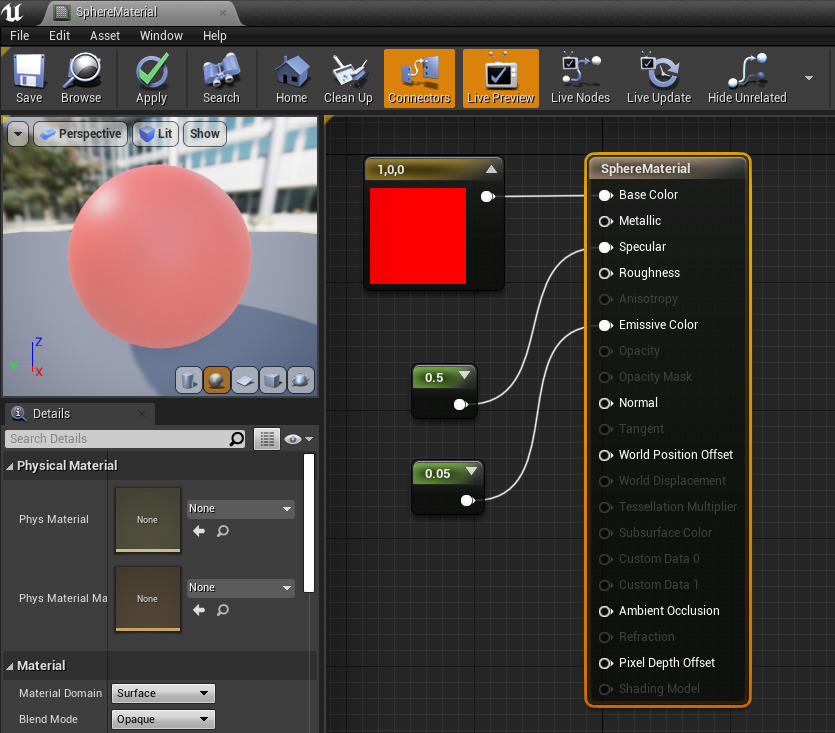 SphereMaterial
File Edit Asset Window Help
Save Browse Apply Search Home Clean Up Connectors Live Preview Live Nodes Live Update Hide Unrelated
Perspective Lit Show
Z
X
Details
Search Details
Physical Material
Phys Material
None
None
Phys Material Ma
None
None
Material
Material Domain
Surface
Blend Mode
Opaque
1,0,0
0.5
0.05
SphereMaterial
Base Color
Metallic
Specular
Roughness
Anisotropy
Emissive Color
Opacity
Opacity Mask
Normal
Tangent
World Position Offset
World Displacement
Tessellation Multiplier
Subsurface Color
Custom Data 0
Custom Data 1
Ambient Occlusion
Refraction
Pixel Depth Offset
Shading Model